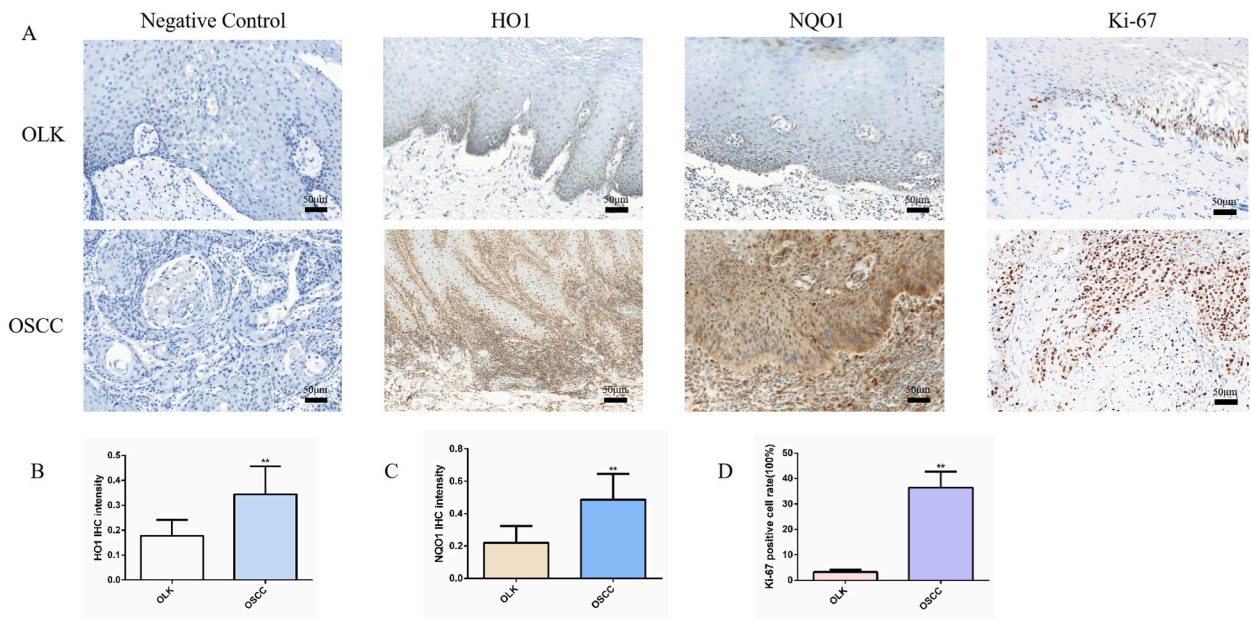 A
Negative Control
HO1
NQO1
Ki-67
OLK
50μm
50μm
50μm
50μm
OSCC
50μm
50μm
50μm
50μm
B
HO1 IHC intensity
0.5
0.4
0.3
0.2
0.1
0.0
**
OLK
OSCC
C
NQO1 IHC intensity
0.8
0.6
0.4
0.2
0.0
**
OLK
OSCC
D
Ki-67 positive cell rate(100%)
50
40
30
20
10
0
**
OLK
OSCC